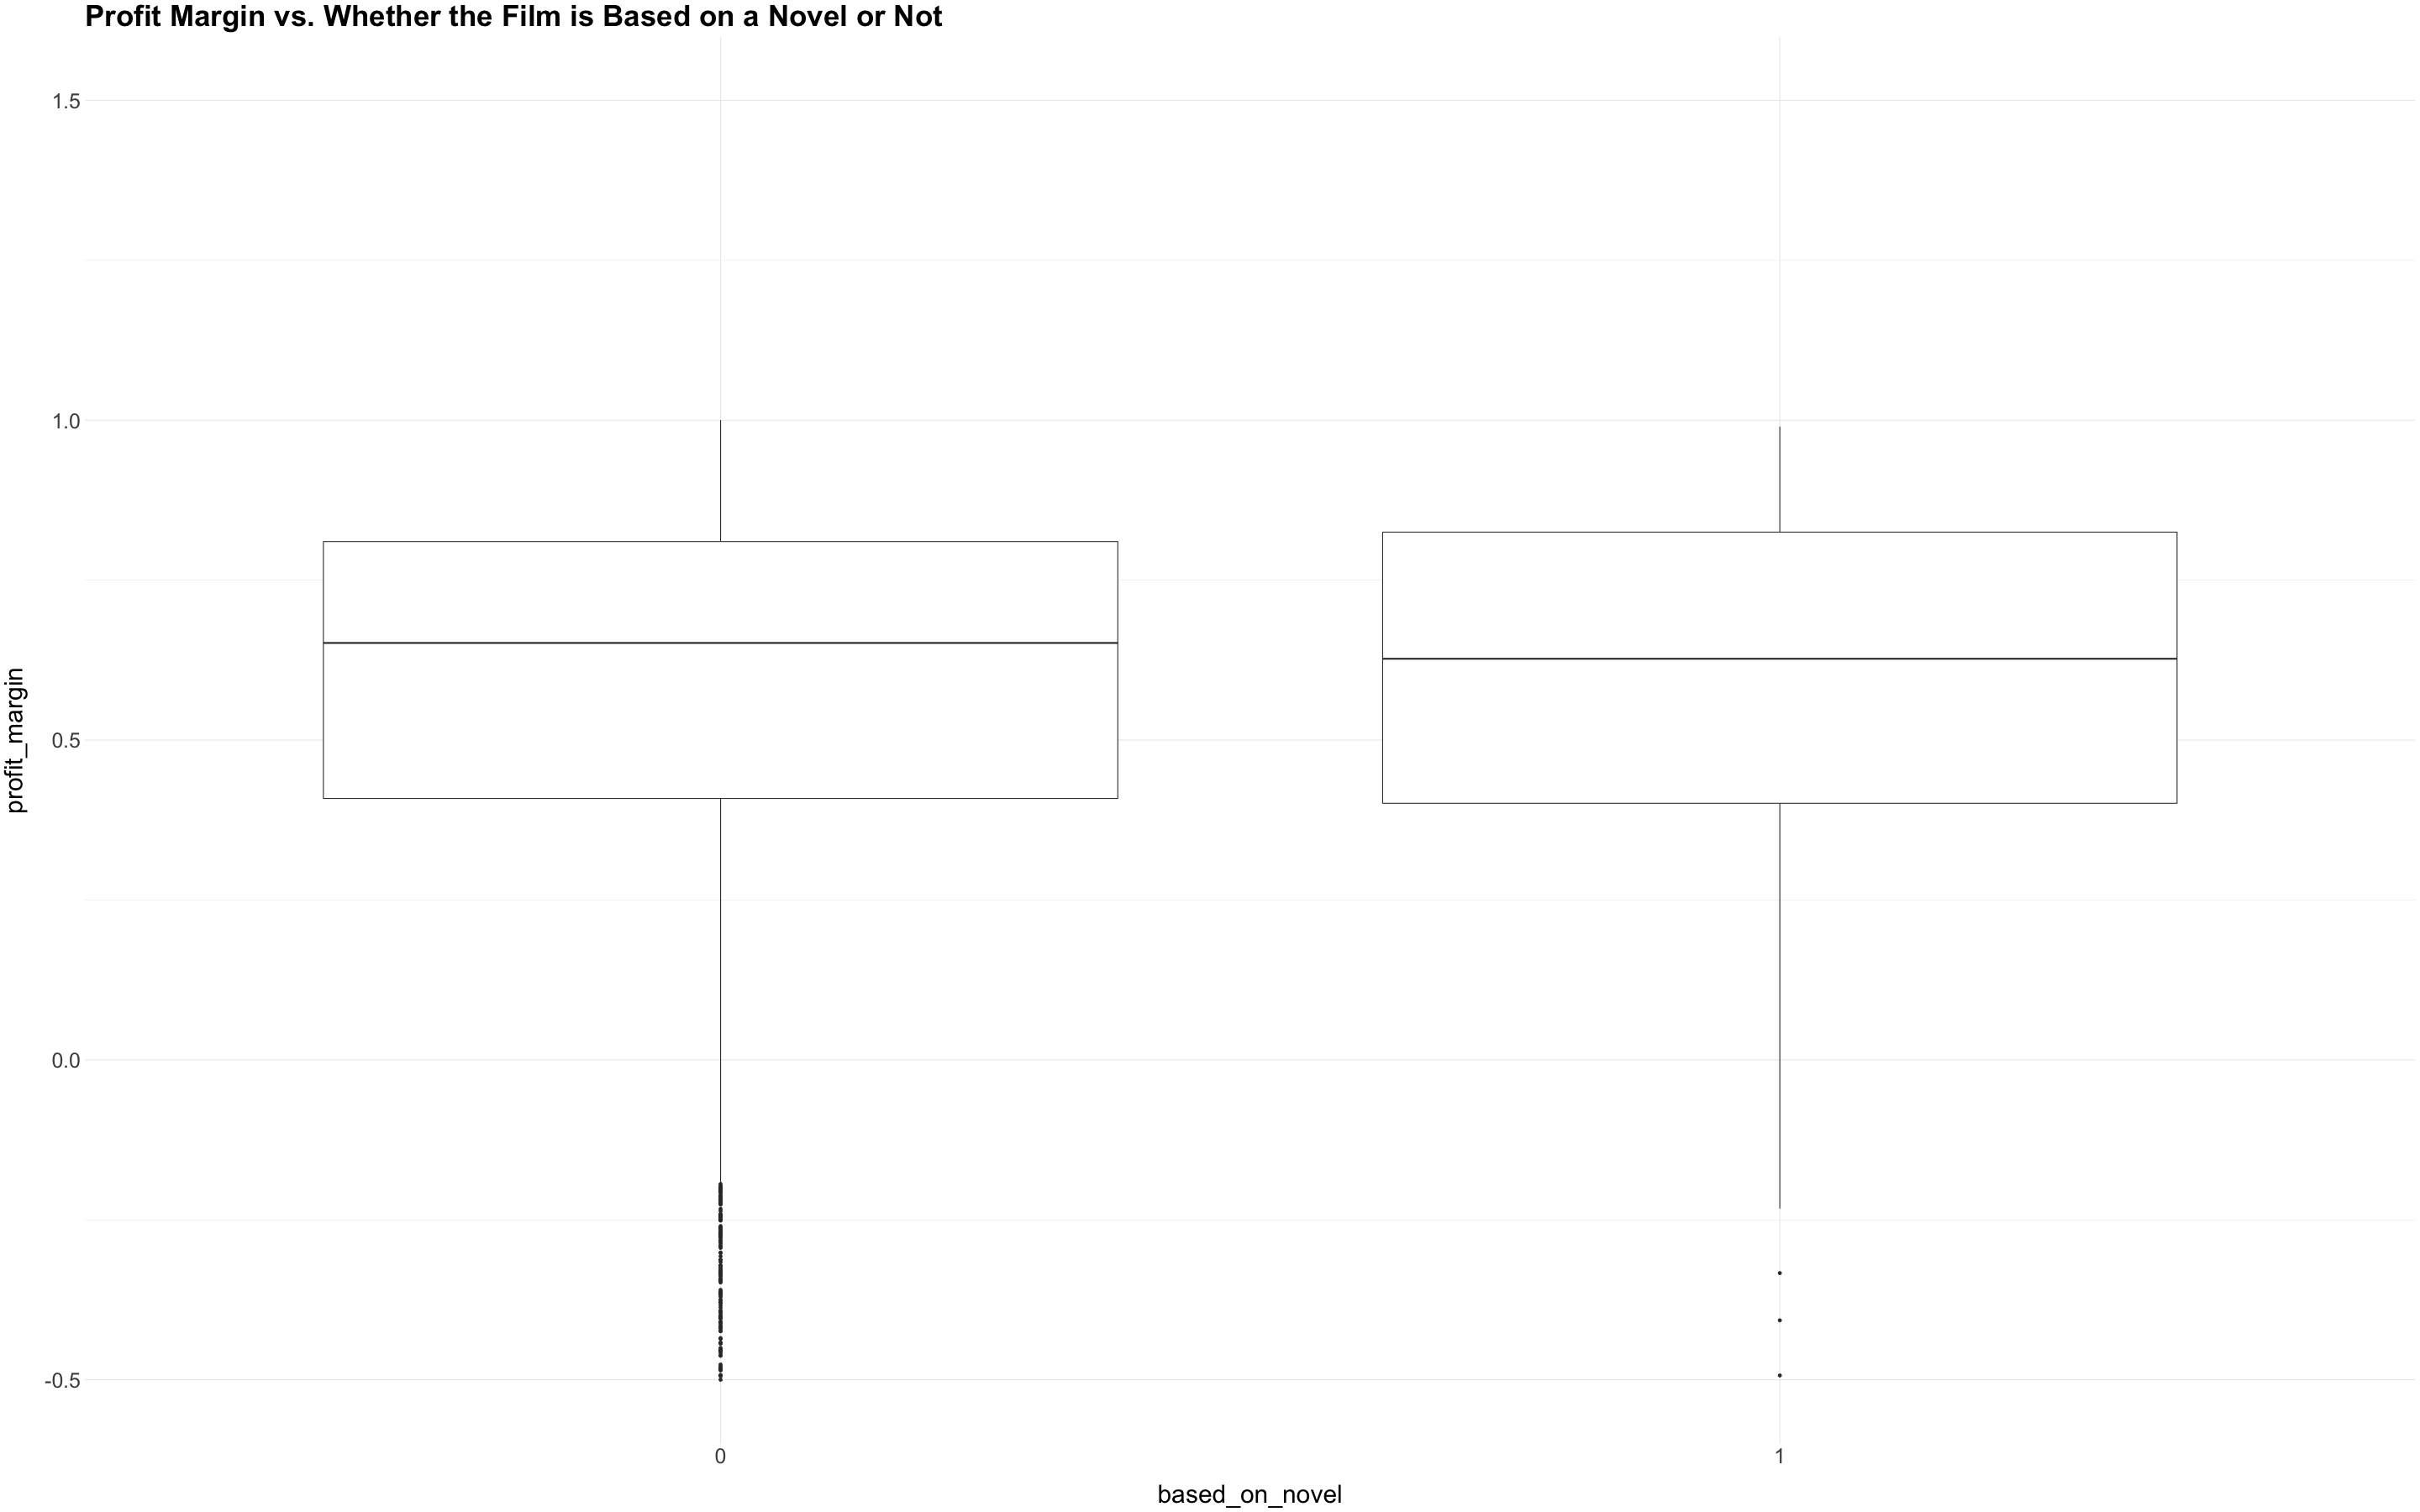 Profit Margin vs. Whether the Film is Based on a Novel or Not
1.5
1.0
0.5
0.0
-0.5
profit_margin
0
1
based_on_novel